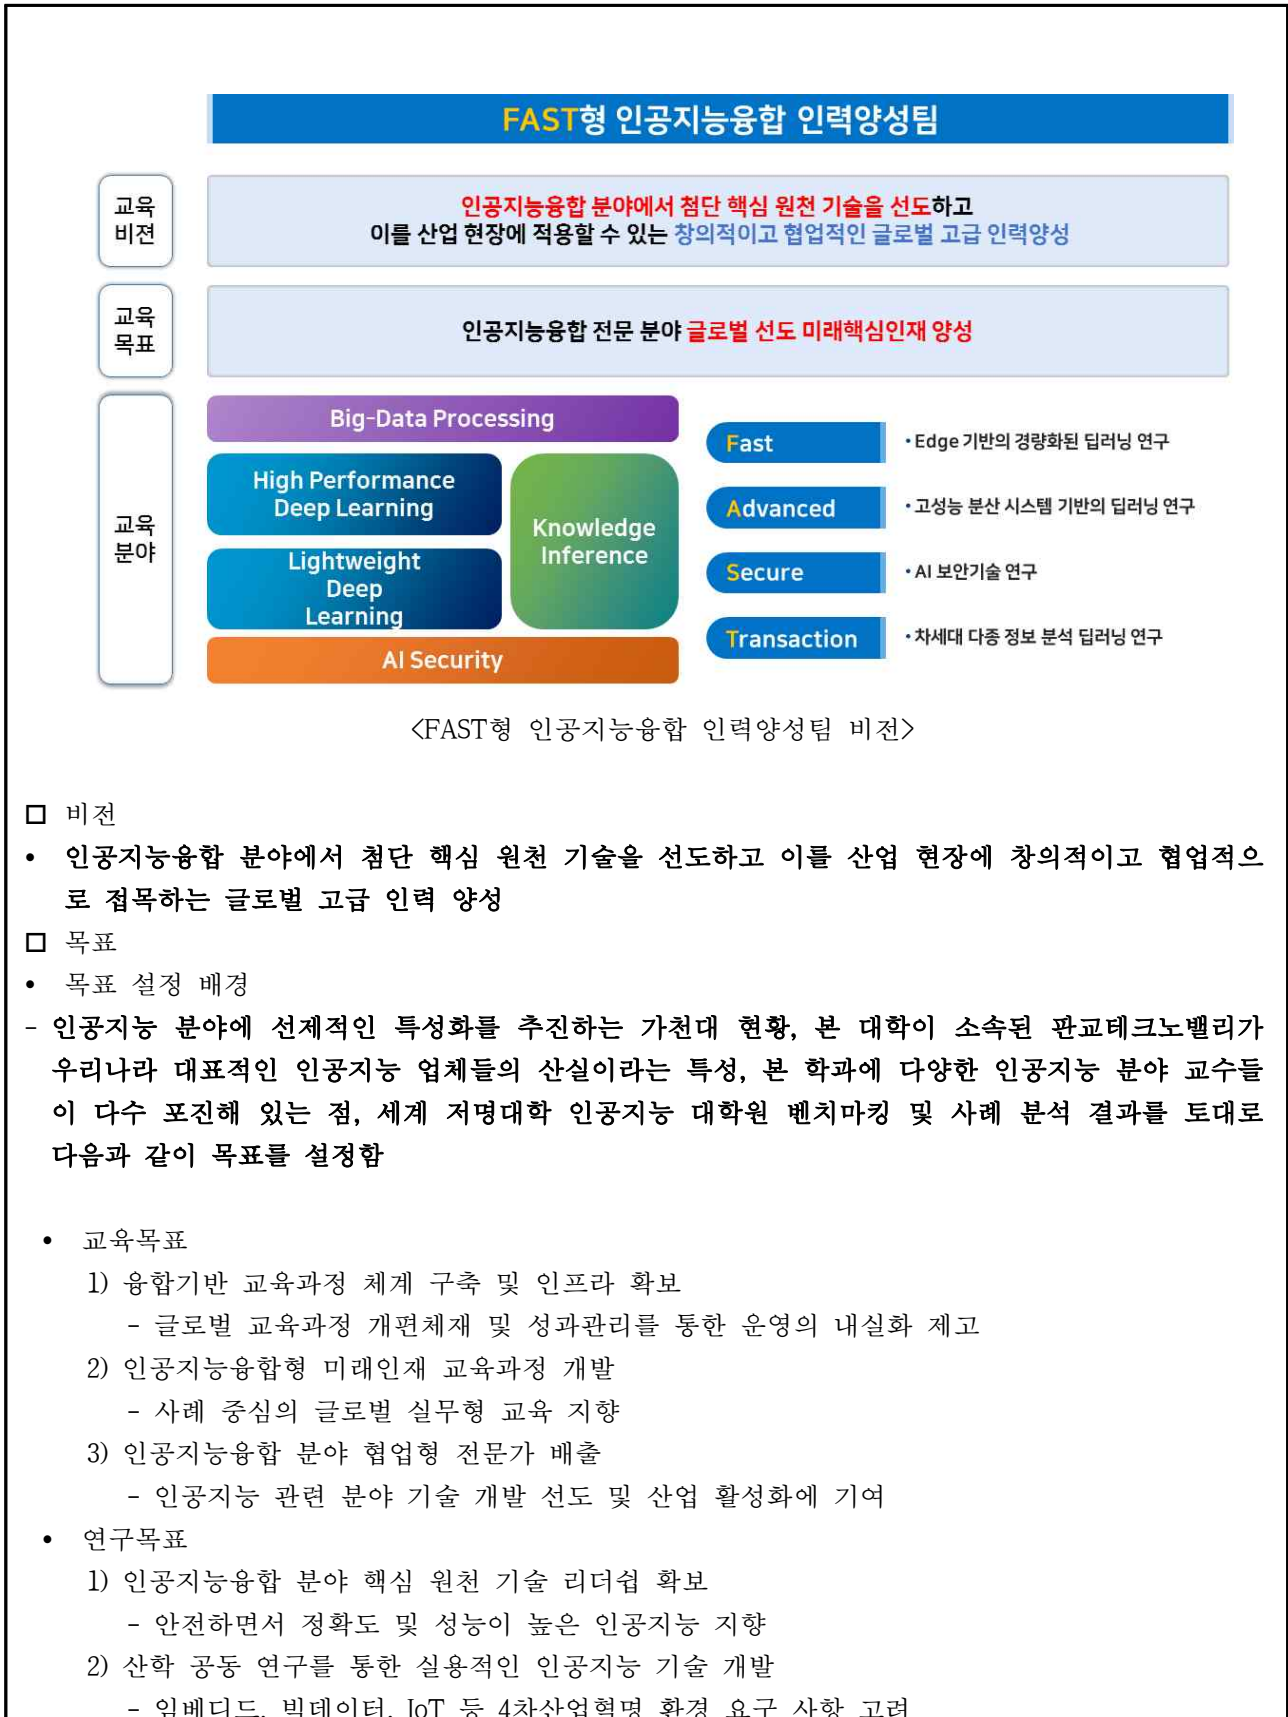 FAST형 인공지능융합 인력양성팀
교육
비젼
인공지능융합 분야에서 첨단 핵심 원천 기술을 선도하고
이를 산업 현장에 적용할 수 있는 창의적이고 협업적인 글로벌 고급 인력양성
교육
목표
인공지능융합 전문 분야 글로벌 선도 미래핵심인재 양성
교육
분야
Big-Data Processing
High Performance
Deep Learning
Lightweight
Deep
Learning
Knowledge
Inference
AI Security
Fast
• Edge 기반의 경량화된 딥러닝 연구
Advanced
• 고성능 분산 시스템 기반의 딥러닝 연구
Secure
• AI 보안기술 연구
Transaction
• 차세대 다종 정보 분석 딥러닝 연구
<FAST형 인공지능융합 인력양성팀 비전>
□ 비전
• 인공지능융합 분야에서 첨단 핵심 원천 기술을 선도하고 이를 산업 현장에 창의적이고 협업적으
로 접목하는 글로벌 고급 인력 양성
□ 목표
• 목표 설정 배경
- 인공지능 분야에 선제적인 특성화를 추진하는 가천대 현황, 본 대학이 소속된 판교테크노밸리가
우리나라 대표적인 인공지능 업체들의 산실이라는 특성, 본 학과에 다양한 인공지능 분야 교수들
이 다수 포진해 있는 점, 세계 저명대학 인공지능 대학원 벤치마킹 및 사례 분석 결과를 토대로
다음과 같이 목표를 설정함
• 교육목표
1) 융합기반 교육과정 체계 구축 및 인프라 확보
- 글로벌 교육과정 개편체재 및 성과관리를 통한 운영의 내실화 제고
2) 인공지능융합형 미래인재 교육과정 개발
- 사례 중심의 글로벌 실무형 교육 지향
3) 인공지능융합 분야 협업형 전문가 배출
- 인공지능 관련 분야 기술 개발 선도 및 산업 활성화에 기여
• 연구목표
1) 인공지능융합 분야 핵심 원천 기술 리더쉽 확보
- 안전하면서 정확도 및 성능이 높은 인공지능 지향
2) 산학 공동 연구를 통한 실용적인 인공지능 기술 개발
- 임베디드, 빅데이터, IoT 등 4차산업혁명 환경 요구 사항 고려